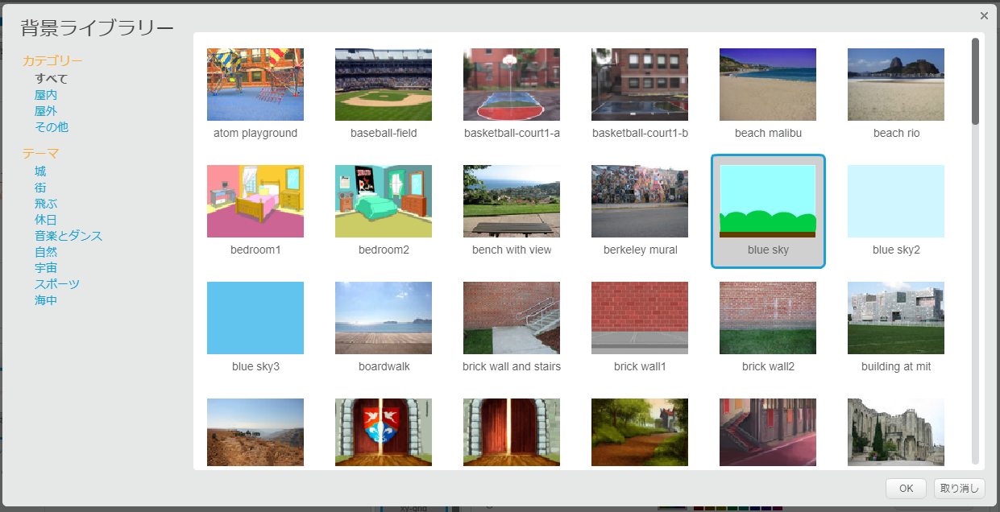 背景ライブラリー
カテゴリー
すべて
屋内
屋外
その他
テーマ
城
街
飛ぶ
休日
音楽とダンス
自然
宇宙
スポーツ
海中
atom playground
baseball-field
basketball-court1-a
basketball-court1-b
beach malibu
beach rio
bedroom1
bedroom2
bench with view
berkeley mural
blue sky
blue sky2
blue sky3
boardwalk
brick wall and stairs
brick wall1
brick wall2
building at mit
OK
取り消し
xy-grid